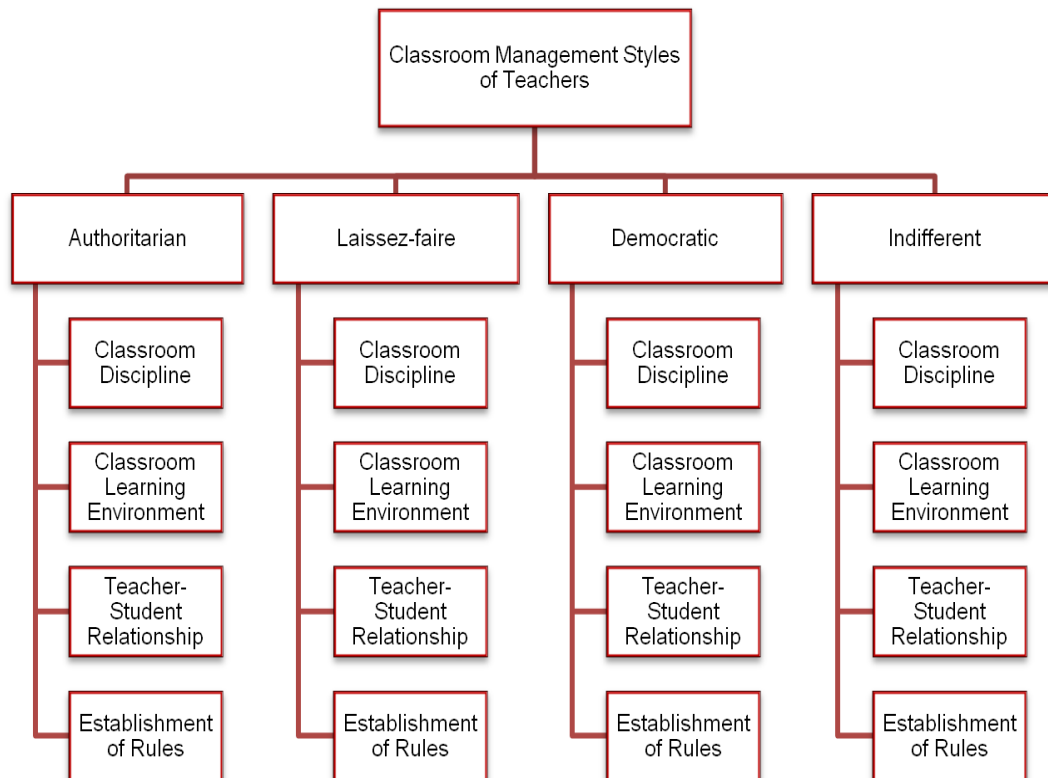 Classroom Management Styles
of Teachers
Authoritarian
Laissez-faire
Democratic
Indifferent
Classroom
Discipline
Classroom
Learning
Environment
Teacher-
Student
Relationship
Establishment
of Rules
Classroom
Discipline
Classroom
Learning
Environment
Teacher-
Student
Relationship
Establishment
of Rules
Classroom
Discipline
Classroom
Learning
Environment
Teacher-
Student
Relationship
Establishment
of Rules
Classroom
Discipline
Classroom
Learning
Environment
Teacher-
Student
Relationship
Establishment
of Rules